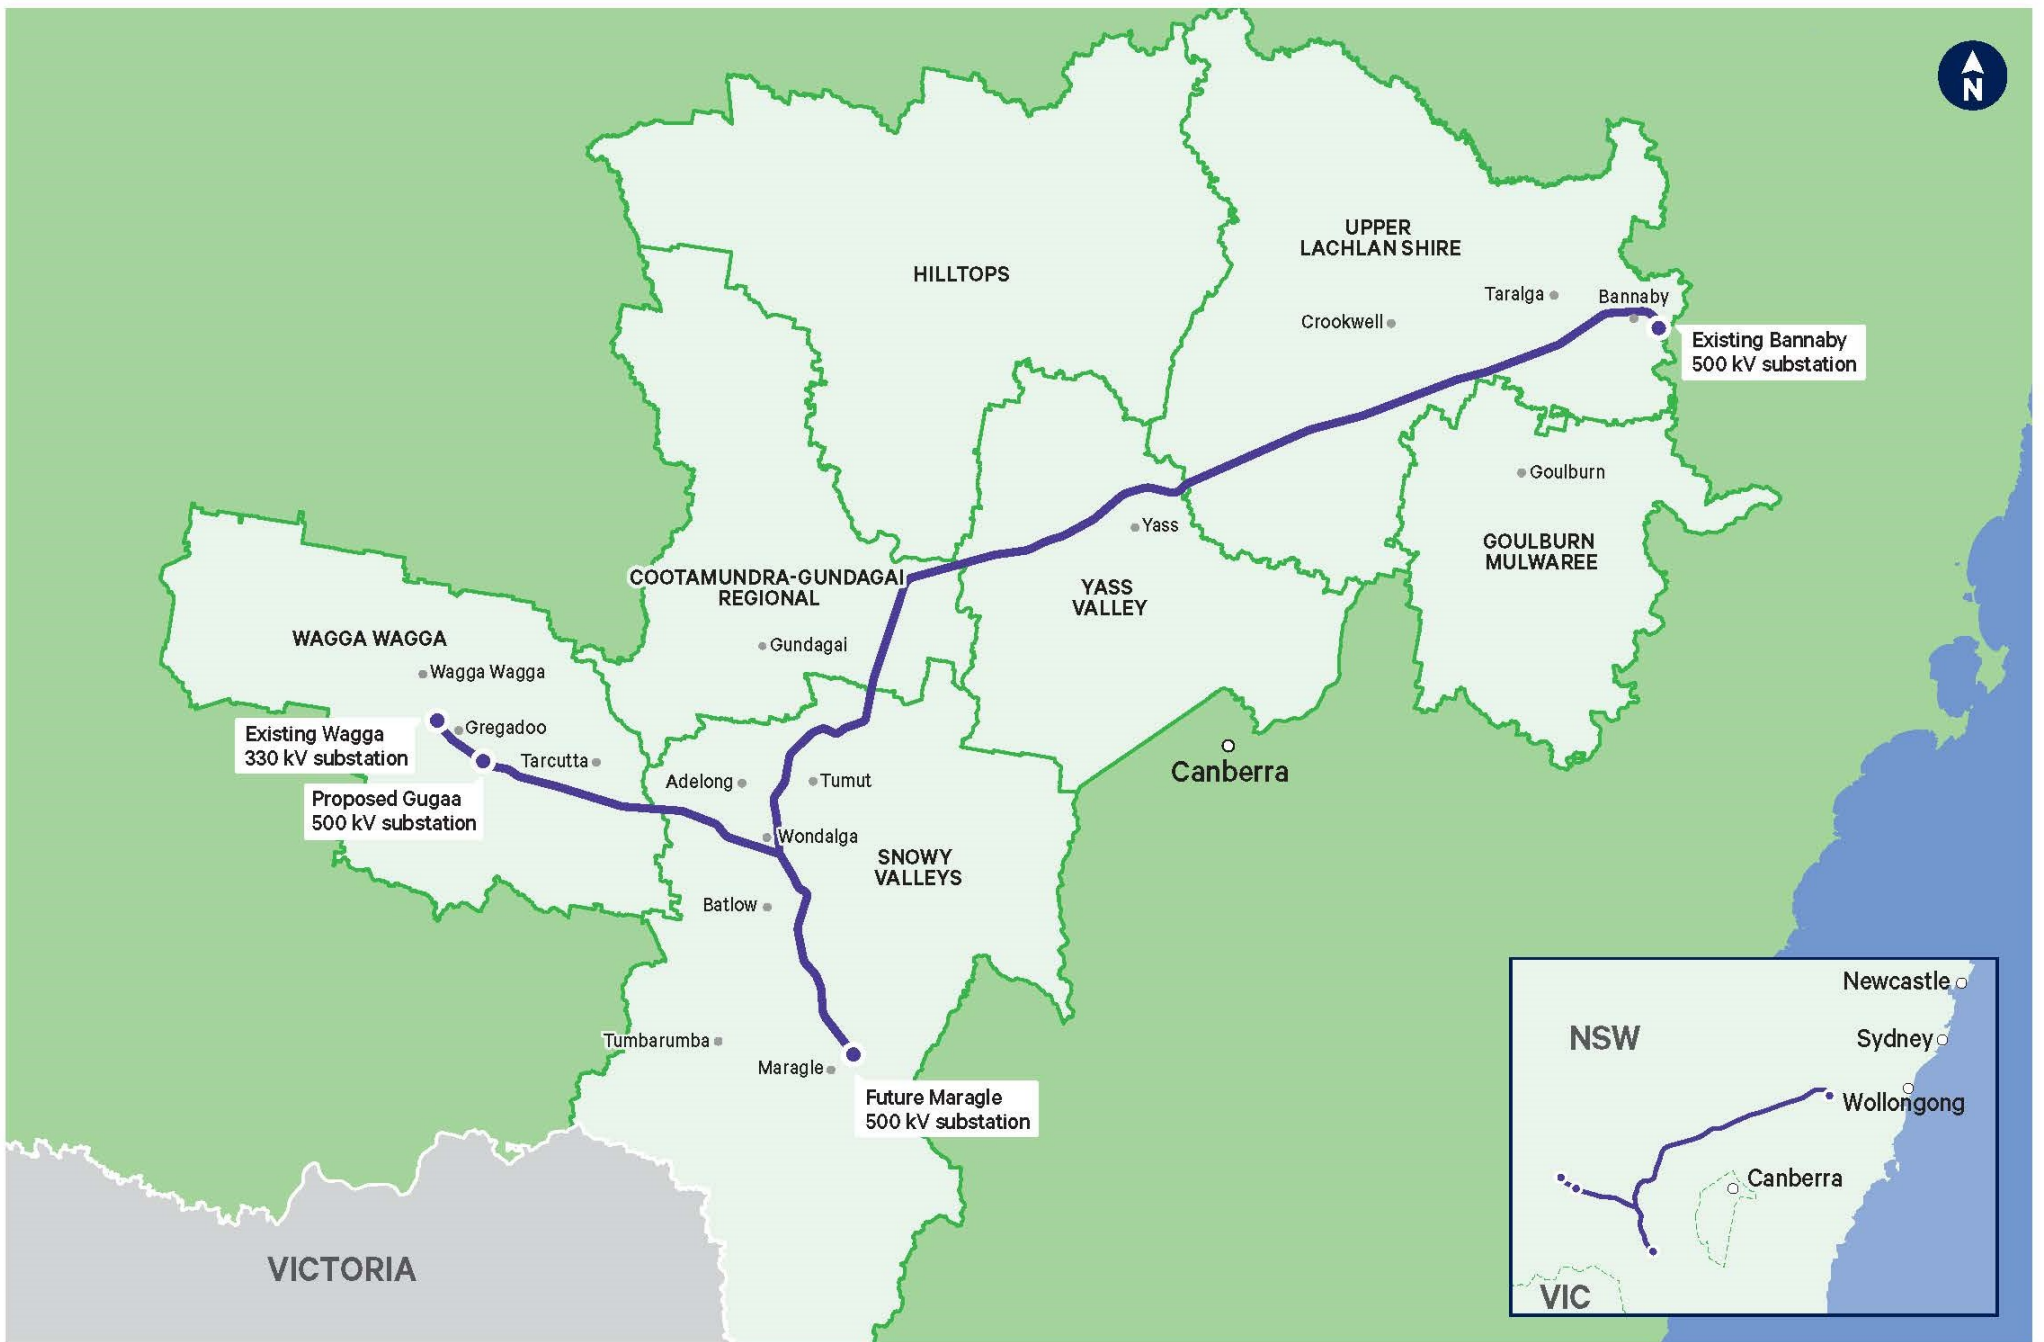 N
UPPER
LACHLAN SHIRE
HILLTOPS
Taralga
Bannaby
Crookwell
Existing Bannaby
500 kV substation
Goulburn
Yass
GOULBURN
MULWAREE
COOTAMUNDRA-GUNDAGAI
REGIONAL
YASS
VALLEY
WAGGA WAGGA
Gundagai
Wagga Wagga
Gregadoo
Existing Wagga
330 kV substation
Tarcutta
Adelong
Tumut
Canberra
Proposed Gugaa
500 kV substation
Wondalga
SNOWY
VALLEYS
Batlow
Tumbarumba
Maragle
Future Maragle
500 kV substation
VICTORIA
Newcastle
NSW
Sydney
Wollongong
Canberra
VIC